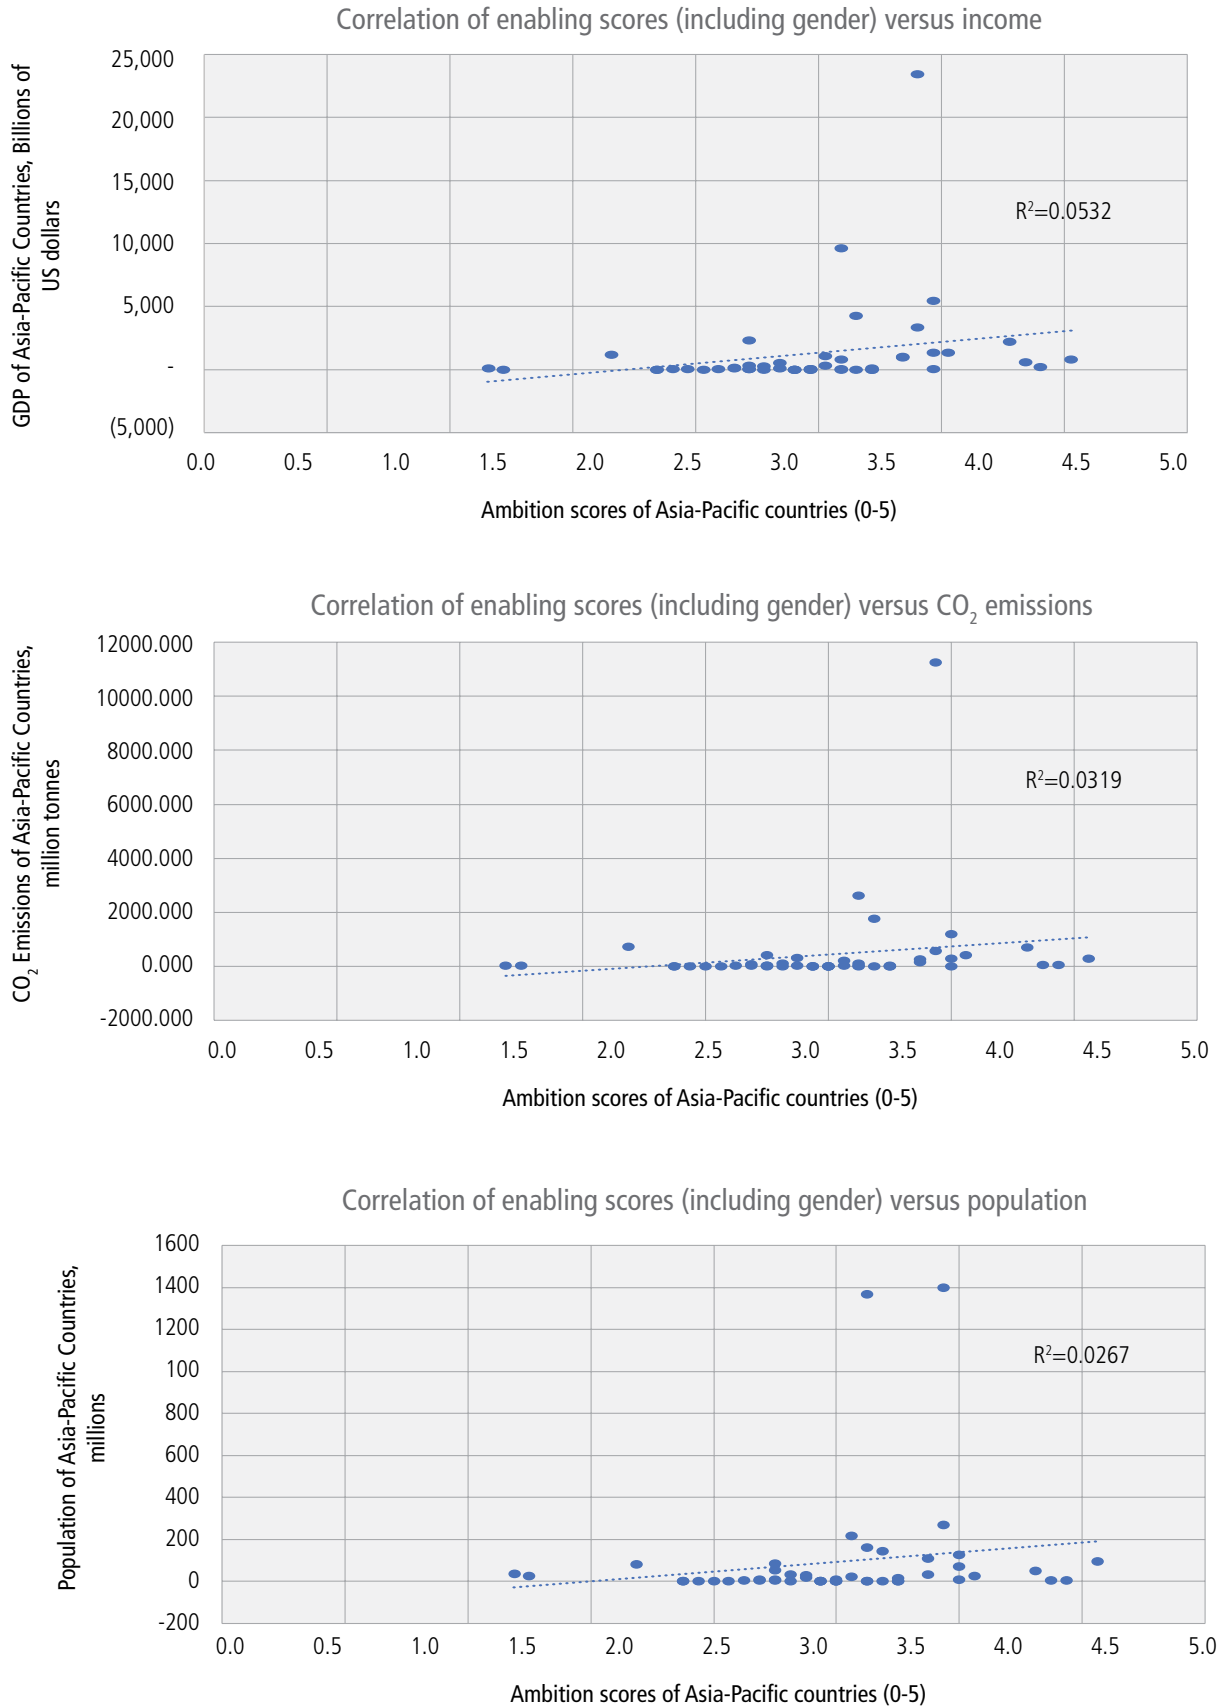 Correlation of enabling scores (including gender) versus income
GDP of Asia-Pacific Countries, Billions of
US dollars
25,000
20,000
15,000
10,000
5,000
-
(5,000)
R²=0.0532
0.0 0.5 1.0 1.5 2.0 2.5 3.0 3.5 4.0 4.5 5.0
Ambition scores of Asia-Pacific countries (0-5)
Correlation of enabling scores (including gender) versus CO₂ emissions
CO₂ Emissions of Asia-Pacific Countries,
million tonnes
12000.000
10000.000
8000.000
6000.000
4000.000
2000.000
0.000
-2000.000
R²=0.0319
0.0 0.5 1.0 1.5 2.0 2.5 3.0 3.5 4.0 4.5 5.0
Ambition scores of Asia-Pacific countries (0-5)
Correlation of enabling scores (including gender) versus population
Population of Asia-Pacific Countries,
millions
1600
1400
1200
100
800
600
400
200
0
-200
R²=0.0267
0.0 0.5 1.0 1.5 2.0 2.5 3.0 3.5 4.0 4.5 5.0
Ambition scores of Asia-Pacific countries (0-5)